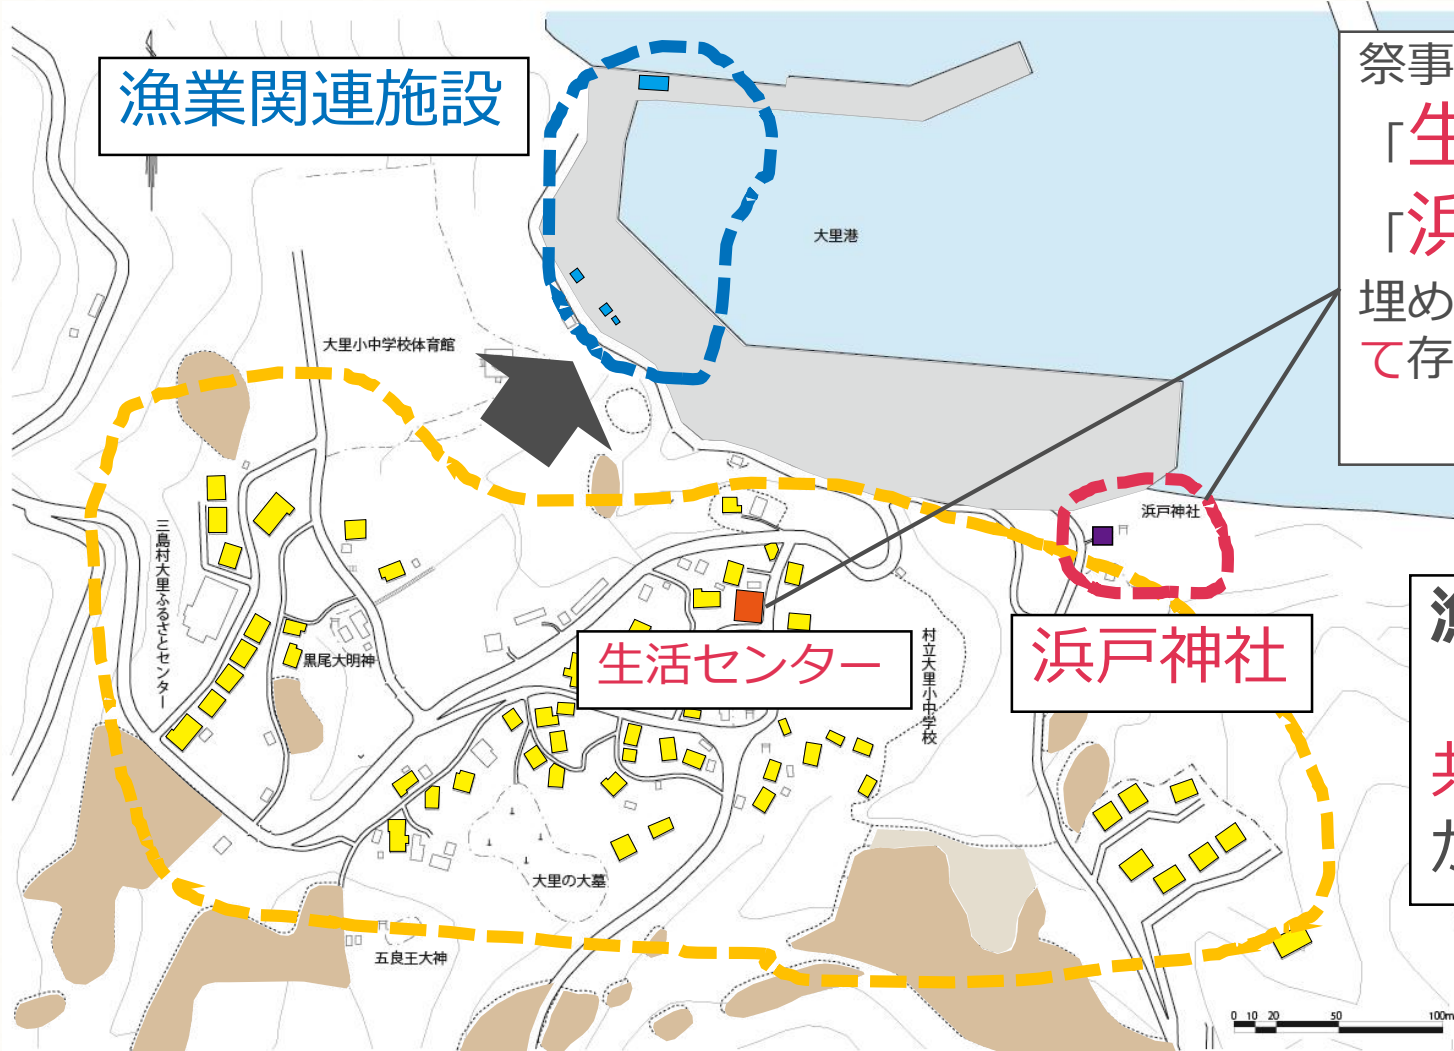 漁業関連施設
祭事
「生
「浜
埋め
て存
大里港
大里小中学校体育館
浜戸神社
三島村大里ふるさとセンター
黒尾大明神
生活センター
村立大里小中学校
浜戸神社
漁
共
か
大里の大墓
五良王大神
0 10 20 50 100m